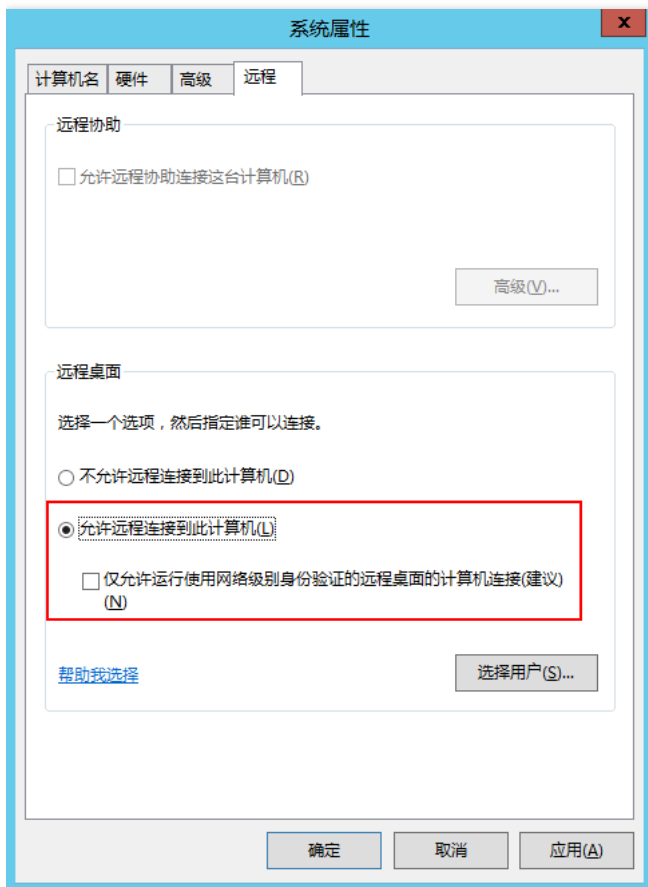 系统属性
x
计算机名 硬件 高级 远程
远程协助
允许远程协助连接这台计算机(R)
高级(V)...
远程桌面
选择一个选项，然后指定谁可以连接。
不允许远程连接到此计算机(D)
允许远程连接到此计算机(L)
仅允许运行使用网络级别身份验证的远程桌面的计算机连接(建议)
(N)
帮助我选择
选择用户(S)...
确定 取消 应用(A)